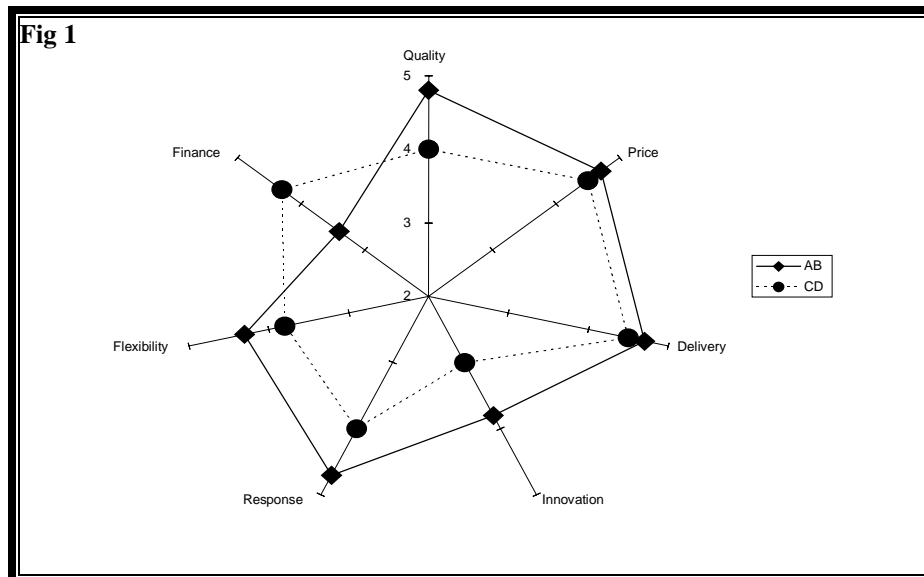 Fig 1
Quality
5
Finance
Price
4
3
AB
2
CD
Flexibility
Delivery
Response
Innovation